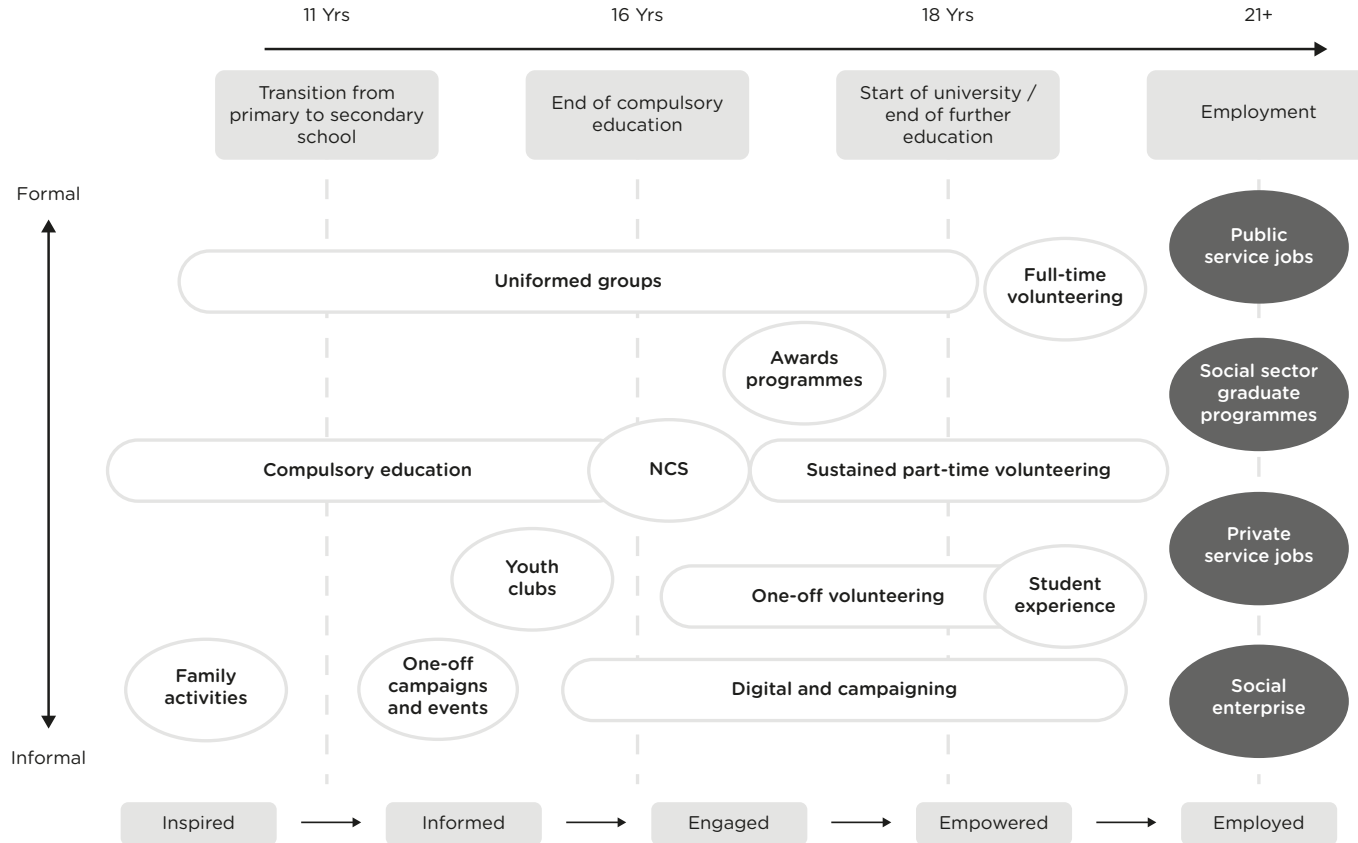 11 Yrs
16 Yrs
18 Yrs
21+
Transition from
primary to secondary
school
End of compulsory
education
Start of university /
end of further
education
Employment
Formal
Public
service jobs
Uniformed groups
Full-time
volunteering
Awards
programmes
Social sector
graduate
programmes
Compulsory education
NCS
Sustained part-time volunteering
Youth
clubs
Private
service jobs
One-off volunteering
Student
experience
Family
activities
One-off
campaigns
and events
Digital and campaigning
Social
enterprise
Informal
Inspired
Informed
Engaged
Empowered
Employed